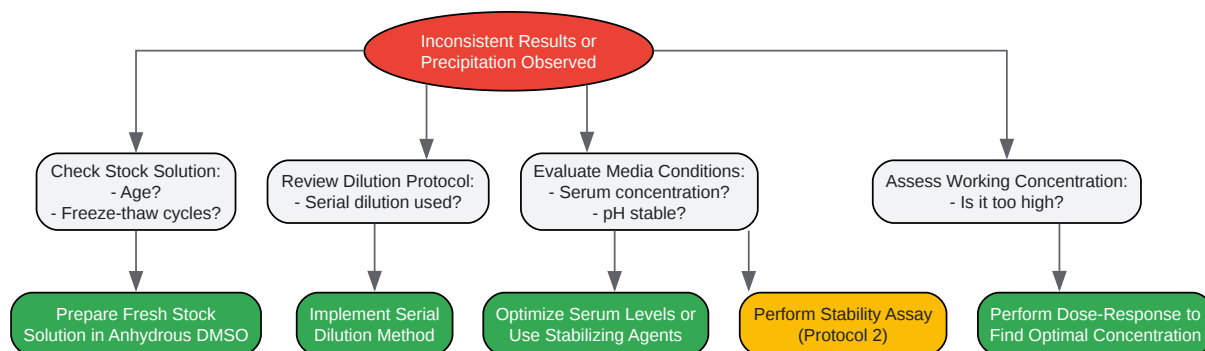 Inconsistent Results or
Precipitation Observed
Check Stock Solution:
- Age?
- Freeze-thaw cycles?
Review Dilution Protocol:
- Serial dilution used?
Evaluate Media Conditions:
- Serum concentration?
- pH stable?
Assess Working Concentration:
- Is it too high?
Prepare Fresh Stock
Solution in Anhydrous DMSO
Implement Serial
Dilution Method
Optimize Serum Levels or
Use Stabilizing Agents
Perform Stability Assay
(Protocol 2)
Perform Dose-Response to
Find Optimal Concentration